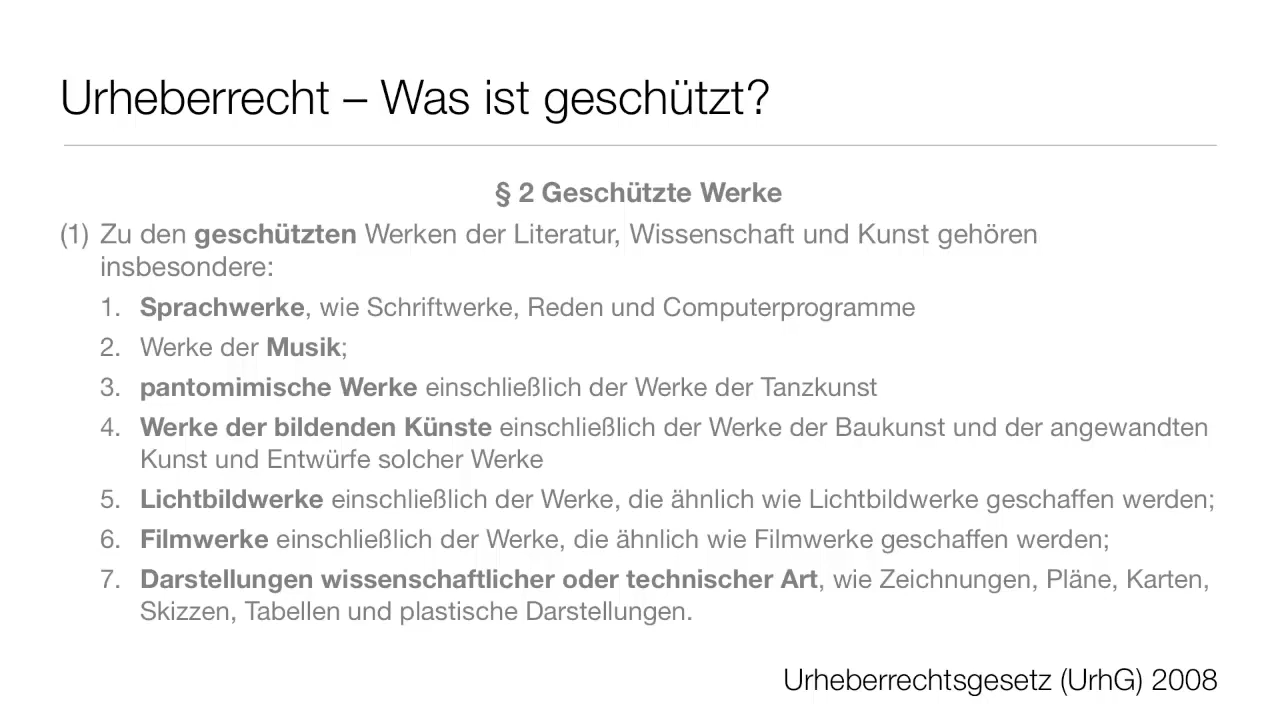 Urheberrecht – Was ist geschützt?
§ 2 Geschützte Werke
(1) Zu den geschützten Werken der Literatur, Wissenschaft und Kunst gehören
insbesondere:
1. Sprachwerke, wie Schriftwerke, Reden und Computerprogramme
2. Werke der Musik;
3. pantomimische Werke einschließlich der Werke der Tanzkunst
4. Werke der bildenden Künste einschließlich der Werke der Baukunst und der angewandten
Kunst und Entwürfe solcher Werke
5. Lichtbildwerke einschließlich der Werke, die ähnlich wie Lichtbildwerke geschaffen werden;
6. Filmwerke einschließlich der Werke, die ähnlich wie Filmwerke geschaffen werden;
7. Darstellungen wissenschaftlicher oder technischer Art, wie Zeichnungen, Pläne, Karten,
Skizzen, Tabellen und plastische Darstellungen.
Urheberrechtsgesetz (UrhG) 2008